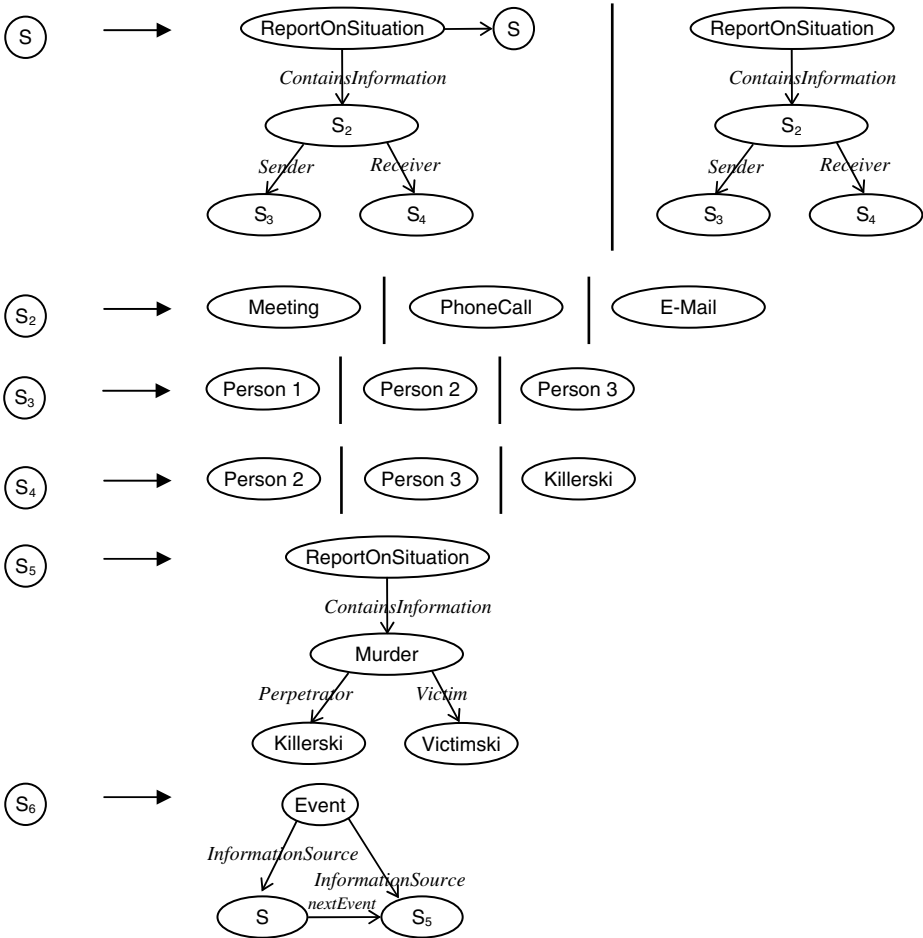 S ReportOnSituation S ReportOnSituation
ContainsInformation ContainsInformation
S₂ S₂
Sender Receiver Sender Receiver
S₃ S₄ S₃ S₄
S₂ Meeting PhoneCall E-Mail
S₃ Person 1 Person 2 Person 3
S₄ Person 2 Person 3 Killerski
S₅ ReportOnSituation
ContainsInformation
Murder
Perpetrator Victim
Killerski Victimski
S₆ Event
InformationSource
InformationSource
nextEvent
S S₅